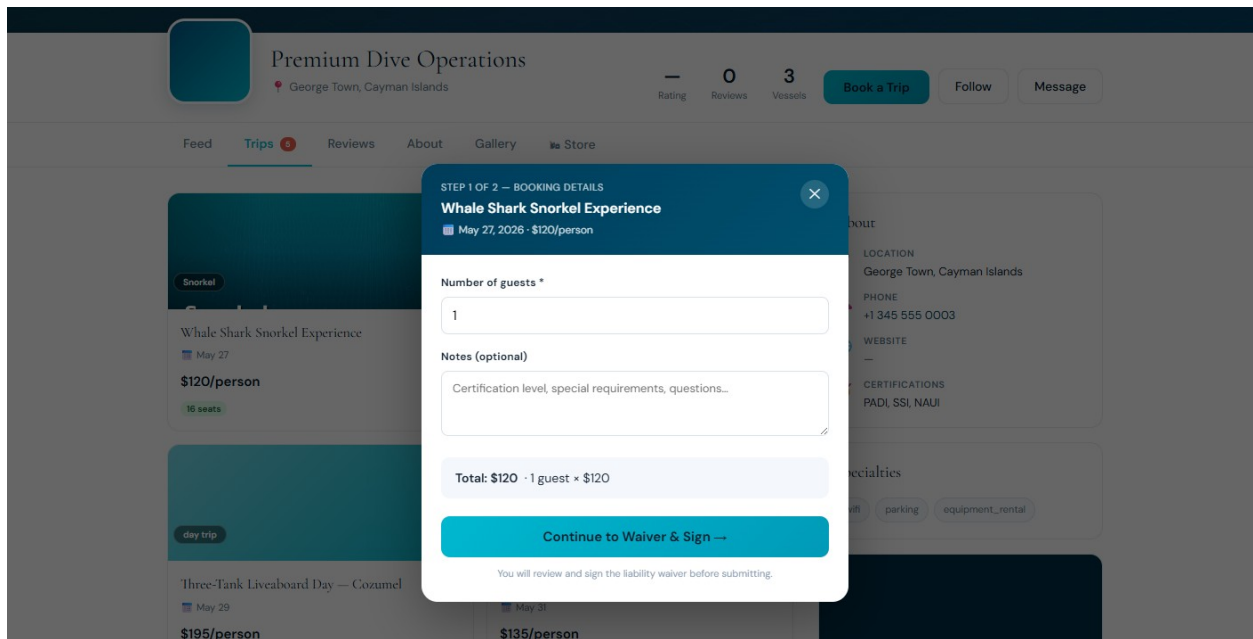 Premium Dive Operations
George Town, Cayman Islands
—
Rating
0
Reviews
3
Vessels
Book a Trip
Follow
Message
Feed
Trips 5
Reviews
About
Gallery
Store
STEP 1 OF 2 — BOOKING DETAILS
Whale Shark Snorkel Experience
May 27, 2026 · $120/person
Number of guests *
1
Notes (optional)
Certification level, special requirements, questions...
Total: $120 · 1 guest × $120
Continue to Waiver & Sign →
You will review and sign the liability waiver before submitting.
Snorkel
Whale Shark Snorkel Experience
May 27
$120/person
16 seats
day trip
Three-Tank Liveaboard Day — Cozumel
May 29
$195/person
May 31
$135/person
LOCATION
George Town, Cayman Islands
PHONE
+1 345 555 0003
WEBSITE
—
CERTIFICATIONS
PADI, SSI, NAUI
parking
equipment_rental